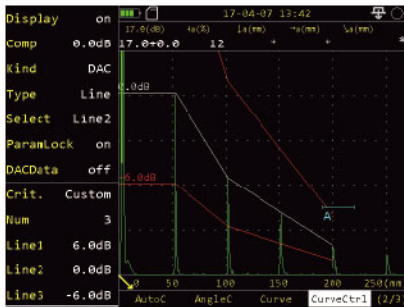 Display on
17-04-07 13:42
Comp 0.0dB
17.0+0.0 12
Kind DAC
0.0dB
Type Line
Select Line2
ParamLock on
DACData off
-6.0dB
Crit. Custom
Num 3
A
Line1 6.0dB
Line2 0.0dB
0 50 100 150 200 250(mm
Line3 -6.0dB
AutoC AngleC Curve CurveCtrl (2/3